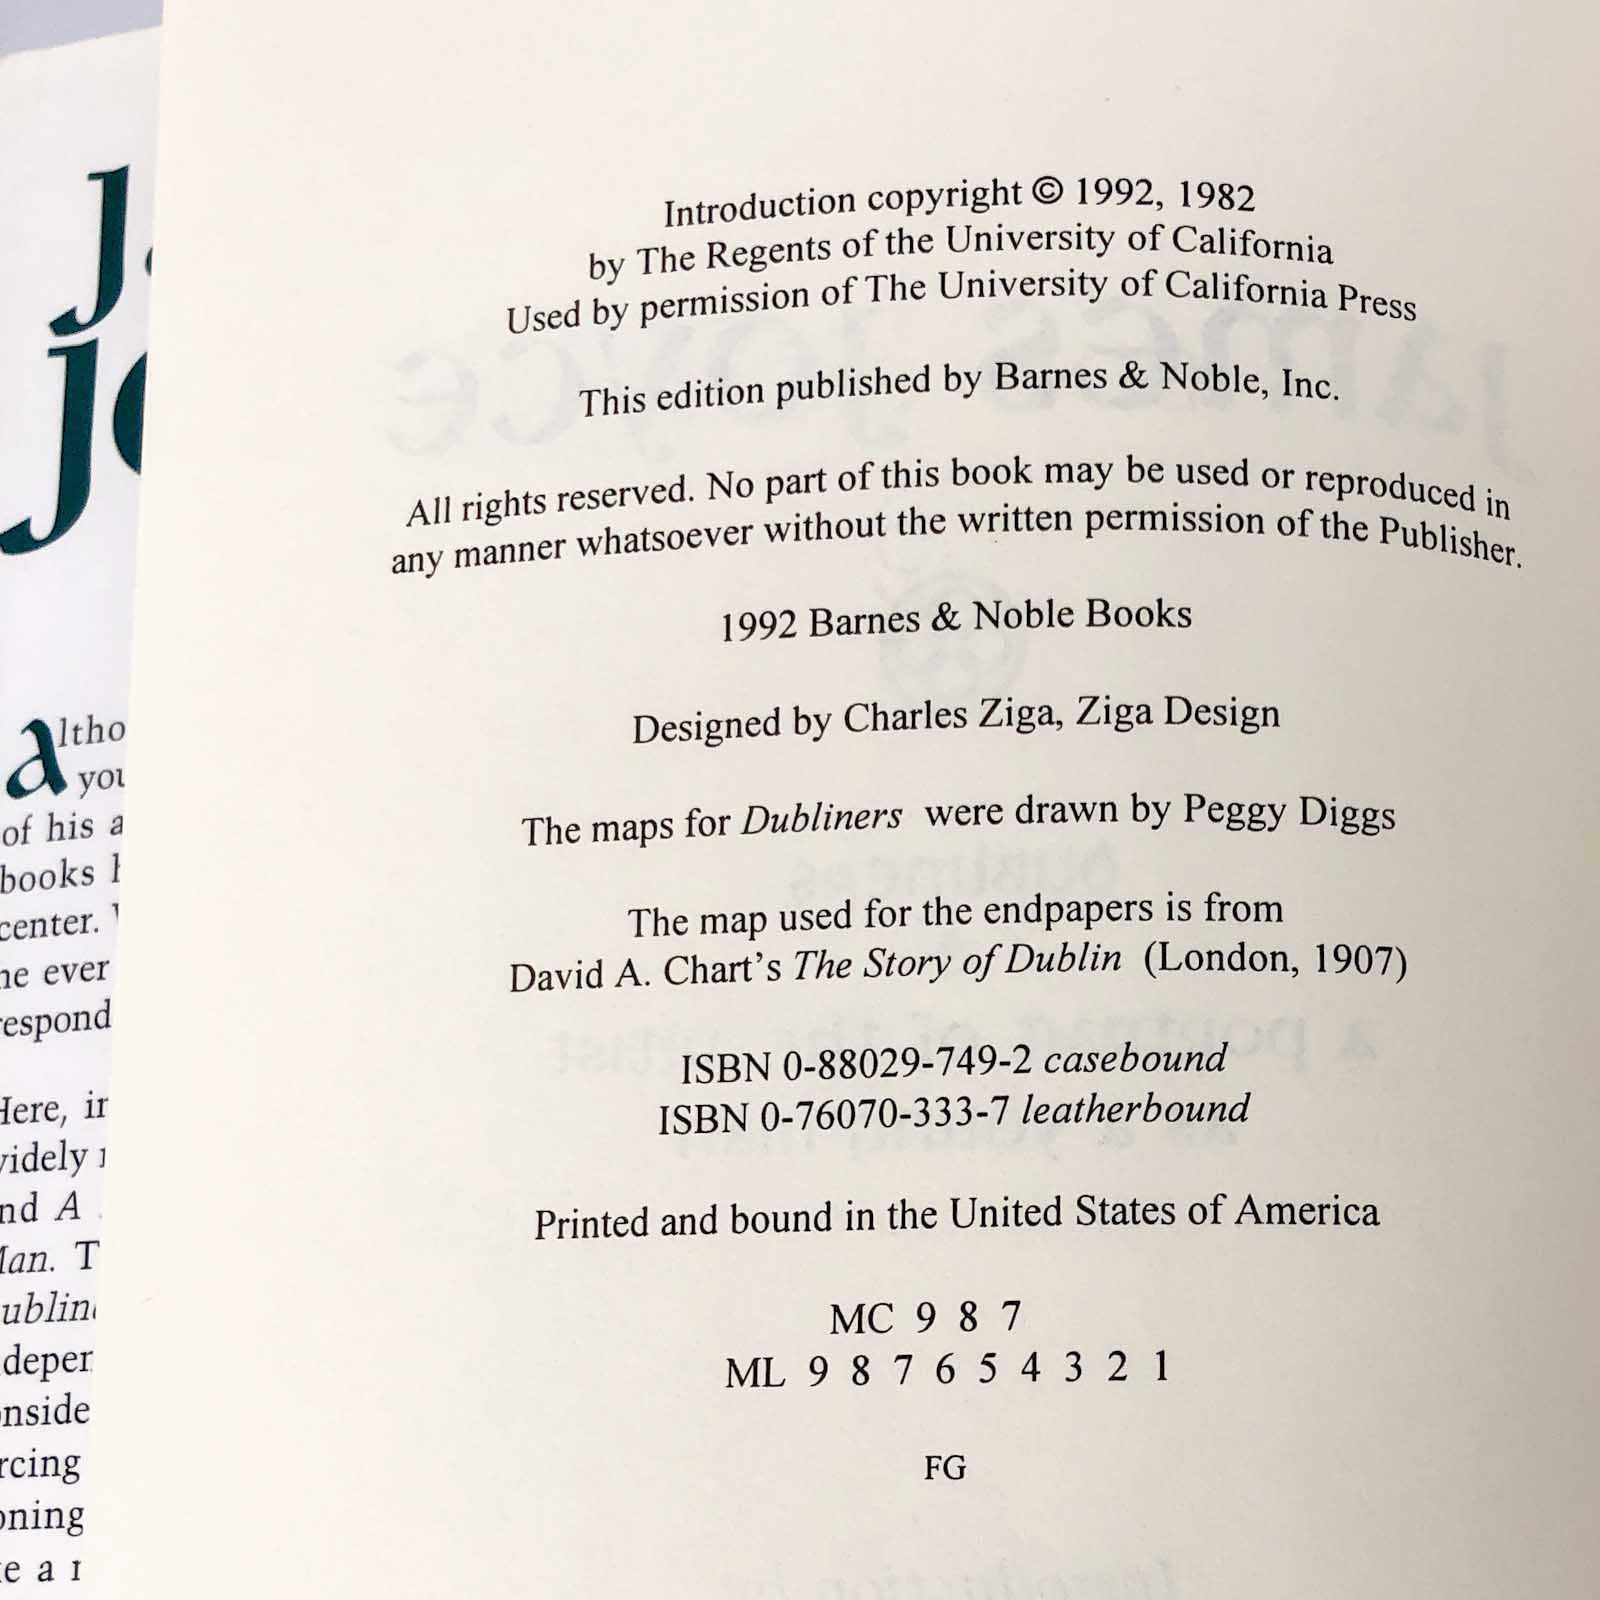 Introduction copyright © 1992, 1982
by The Regents of the University of California
Used by permission of The University of California Press
This edition published by Barnes & Noble, Inc.
All rights reserved. No part of this book may be used or reproduced in
any manner whatsoever without the written permission of the Publisher.
1992 Barnes & Noble Books
Designed by Charles Ziga, Ziga Design
The maps for Dubliners were drawn by Peggy Diggs
The map used for the endpapers is from
David A. Chart's The Story of Dublin (London, 1907)
ISBN 0-88029-749-2 casebound
ISBN 0-76070-333-7 leatherbound
Printed and bound in the United States of America
MC 9 8 7
ML 9 8 7 6 5 4 3 2 1
FG
of his
books
center.
ever
A